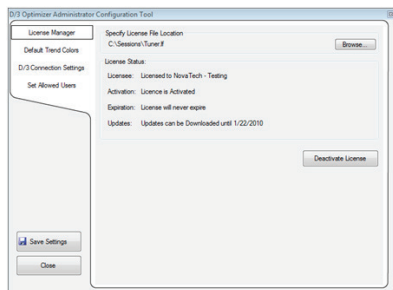 D/3 Optimizer Administrator Configuration Tool
License Manager
Default Trend Colors
D/3 Connection Settings
Set Allowed Users
Save Settings
Close
Specify License File Location
C:\Sessions\Tuner.lf
Browse...
License Status:
Licensee: Licensed to NovaTech - Testing
Activation: Licence is Activated
Expiration: License will never expire
Updates: Updates can be Downloaded until 1/22/2010
Deactivate License